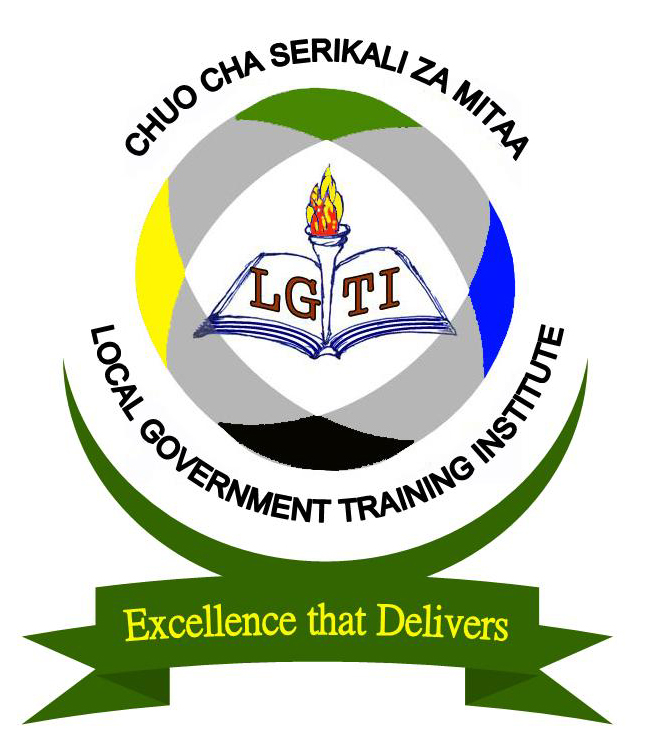 CHUO CHA SERIKALI ZA MITAA
LGTI
LOCAL GOVERNMENT TRAINING INSTITUTE
Excellence that Delivers